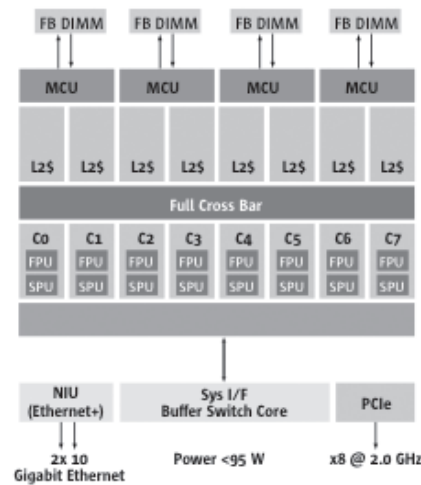 FB DIMM FB DIMM FB DIMM FB DIMM
MCU MCU MCU MCU
L2$ L2$ L2$ L2$ L2$ L2$ L2$ L2$
Full Cross Bar
C0 C1 C2 C3 C4 C5 C6 C7
FPU FPU FPU FPU FPU FPU FPU FPU
SPU SPU SPU SPU SPU SPU SPU SPU
NIU
(Ethernet+)
Sys I/F
Buffer Switch Core
PCIe
2x 10
Gigabit Ethernet
Power <95 W
x8 @ 2.0 GHz